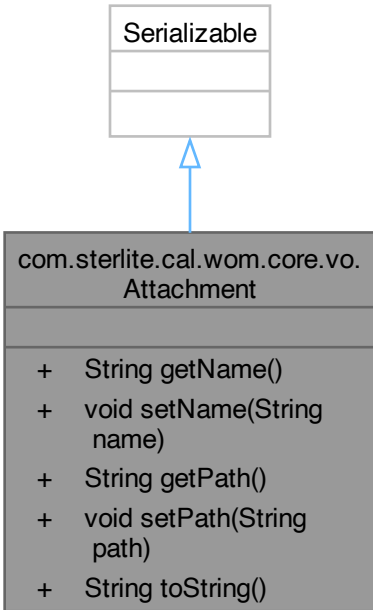 Serializable
com.sterlite.cal.wom.core.vo.
Attachment
+ String getName()
+ void setName(String
name)
+ String getPath()
+ void setPath(String
path)
+ String toString()